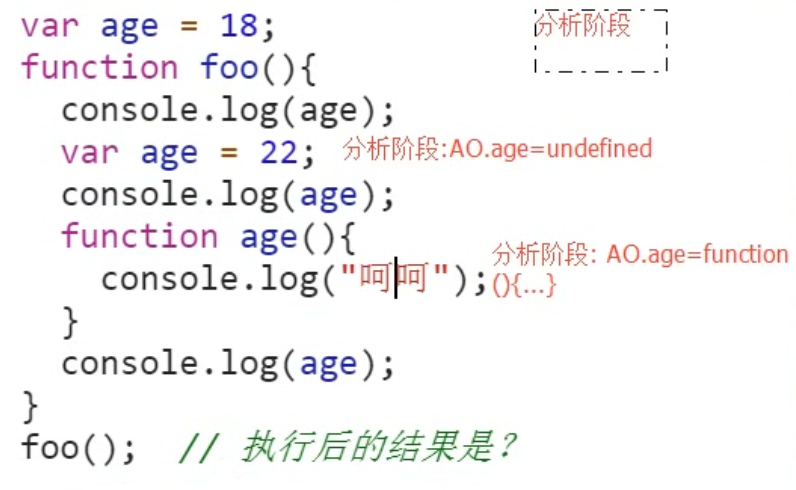 var age = 18;
分析阶段
function foo(){
console.log(age);
var age = 22; 分析阶段:AO.age=undefined
console.log(age);
function age(){
console.log("呵呵"); 分析阶段: AO.age=function
(){...}
}
console.log(age);
}
foo(); // 执行后的结果是？